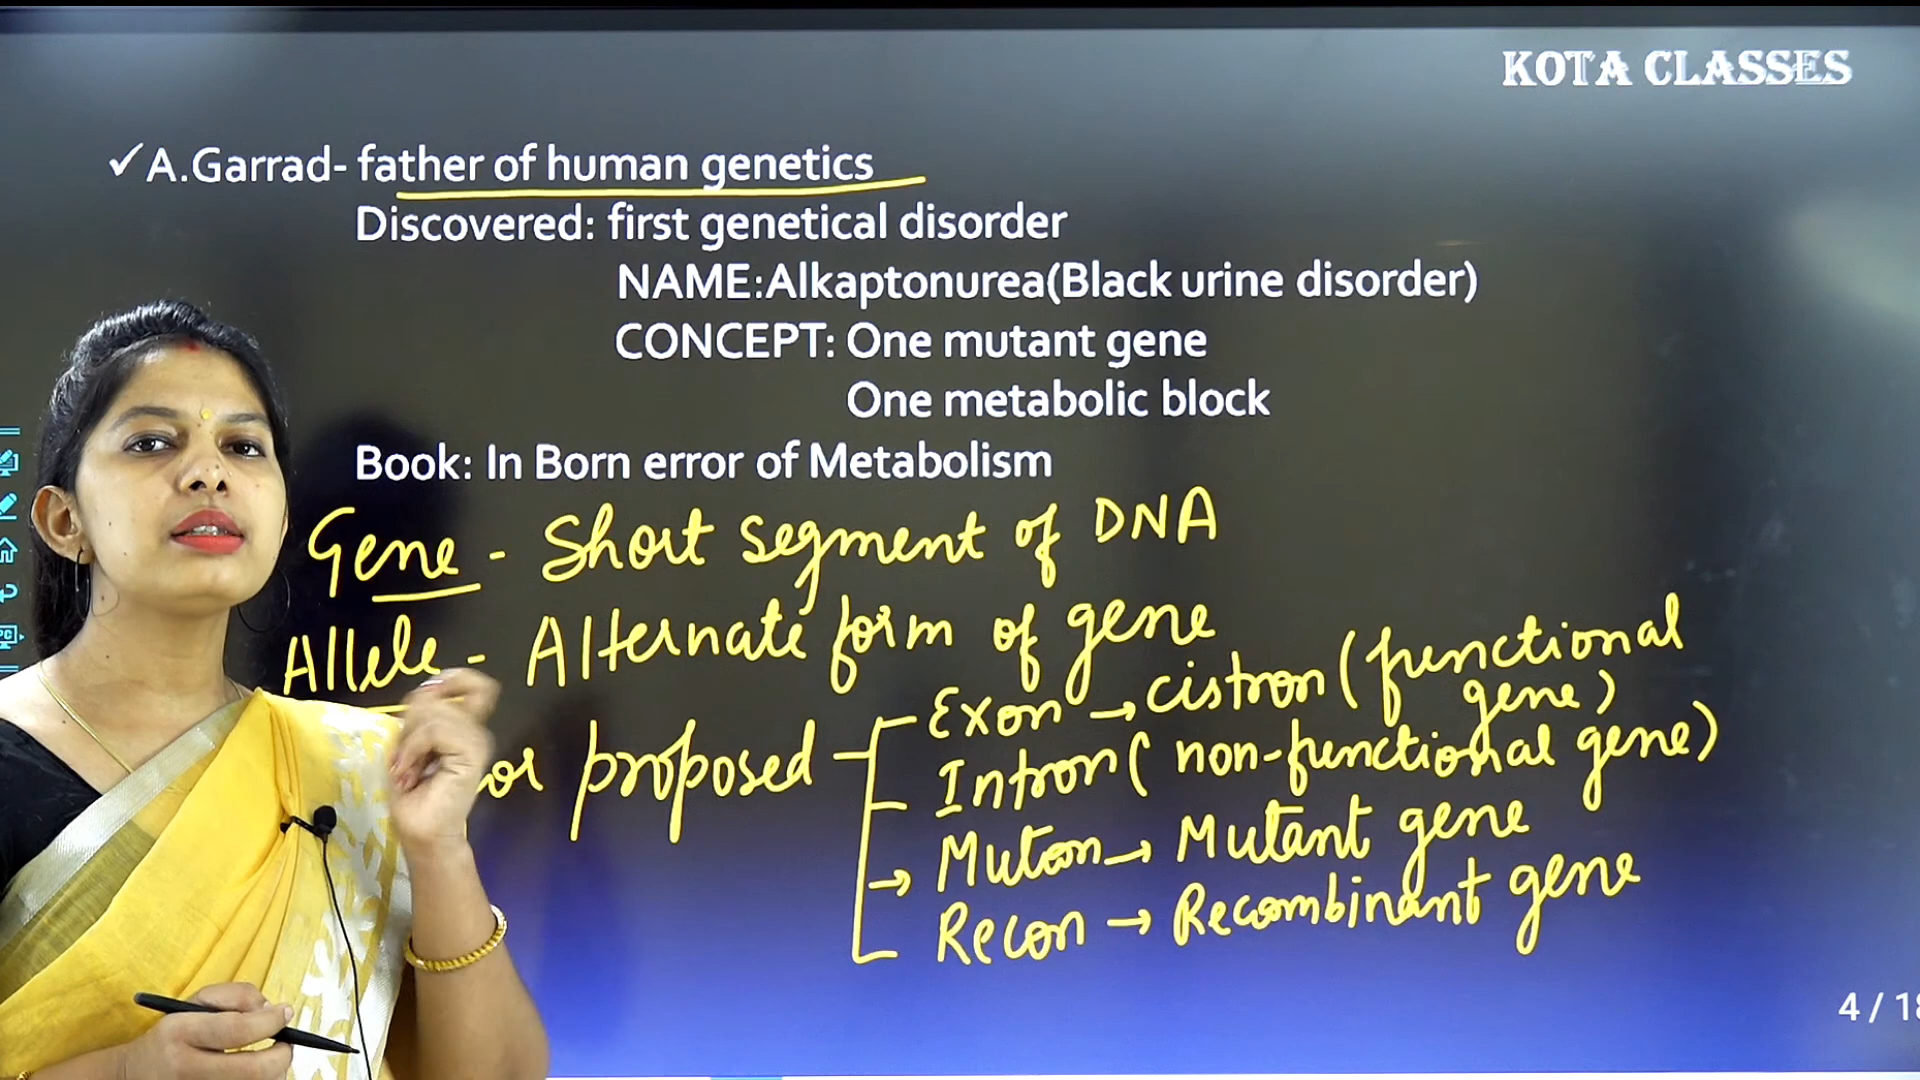 KOTA CLASSES
✓A.Garrad- father of human genetics
Discovered: first genetical disorder
NAME:Alkaptonurea(Black urine disorder)
CONCEPT: One mutant gene
One metabolic block
Book: In Born error of Metabolism
Gene - Short segment of DNA
Allele - Alternate form of gene
proposed
Exon → cistron (functional gene)
Intron ( non-functional gene)
→ Muton → Mutant gene
Recon → Recombinant gene
4 / 18